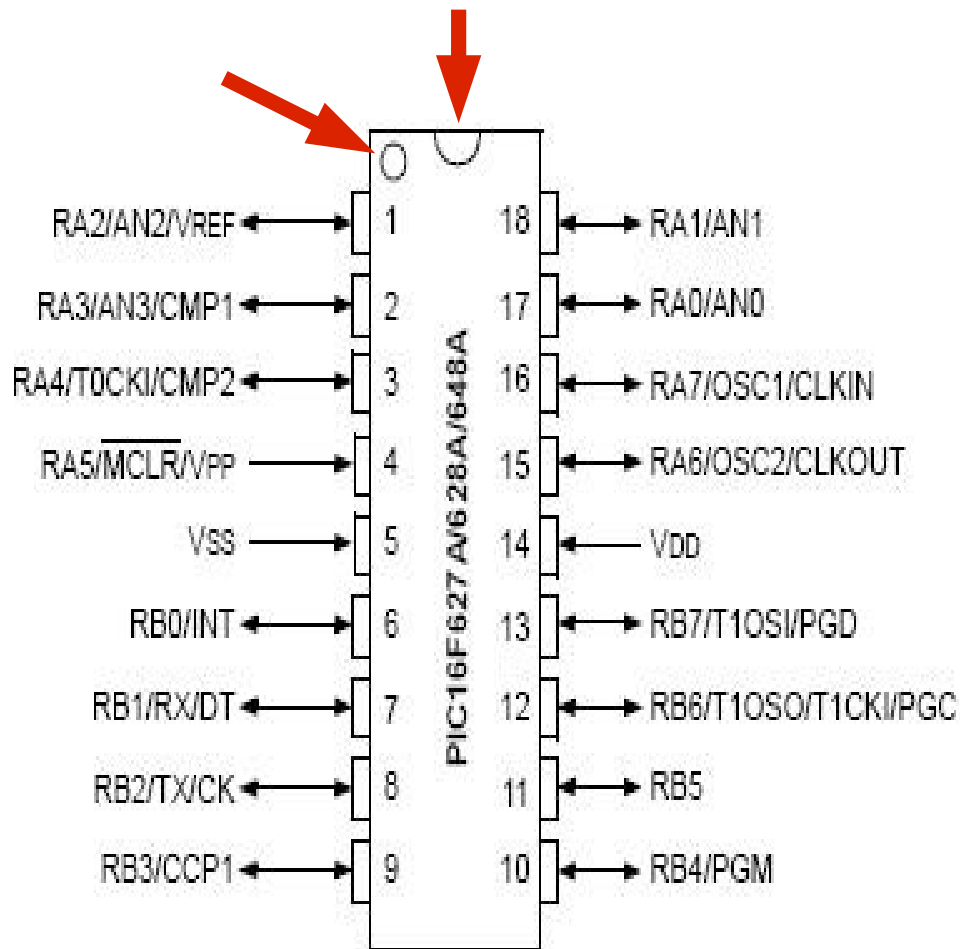 RA2/AN2/VREF 1 18 RA1/AN1
RA3/AN3/CMP1 2 17 RA0/AN0
RA4/T0CKI/CMP2 3 16 RA7/OSC1/CLKIN
RA5/MCLR/VPP 4 15 RA6/OSC2/CLKOUT
VSS 5 14 VDD
RB0/INT 6 13 RB7/T1OSI/PGD
RB1/RX/DT 7 12 RB6/T1OSO/T1CKI/PGC
RB2/TX/CK 8 11 RB5
RB3/CCP1 9 10 RB4/PGM
PIC16F627A/628A/648A